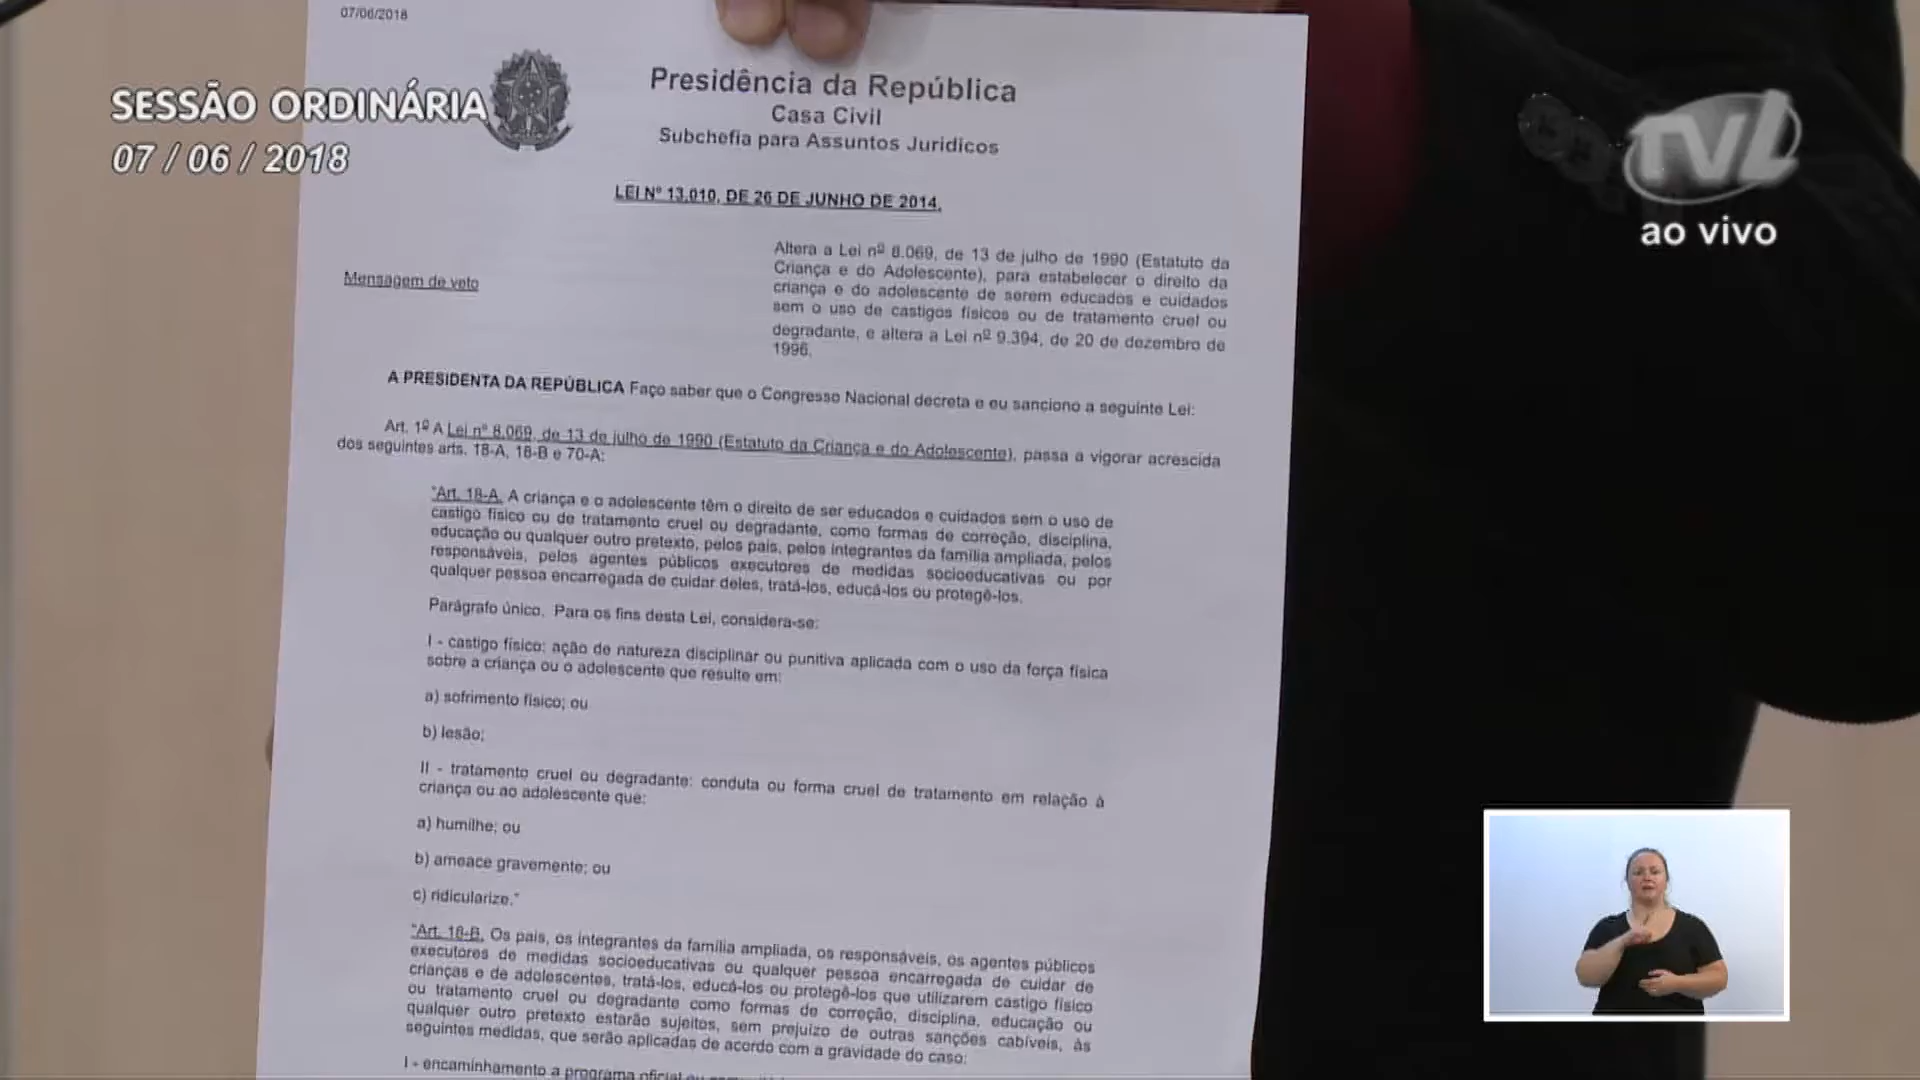 07/06/2018
SESSÃO ORDINÁRIA
07 / 06 / 2018
Presidência da República
Casa Civil
Subchefia para Assuntos Jurídicos
TVL
ao vivo
LEI Nº 13.010, DE 26 DE JUNHO DE 2014.
Mensagem de veto
Altera a Lei nº 8.069, de 13 de julho de 1990 (Estatuto da
Criança e do Adolescente), para estabelecer o direito da
criança e do adolescente de serem educados e cuidados
sem o uso de castigos físicos ou de tratamento cruel ou
degradante, e altera a Lei nº 9.394, de 20 de dezembro de
1996.
A PRESIDENTA DA REPÚBLICA Faço saber que o Congresso Nacional decreta e eu sanciono a seguinte Lei:
Art. 1º A Lei nº 8.069, de 13 de julho de 1990 (Estatuto da Criança e do Adolescente), passa a vigorar acrescida
dos seguintes arts. 18-A, 18-B e 70-A:
"Art. 18-A. A criança e o adolescente têm o direito de ser educados e cuidados sem o uso de
castigo físico ou de tratamento cruel ou degradante, como formas de correção, disciplina,
educação ou qualquer outro pretexto, pelos pais, pelos integrantes da família ampliada, pelos
responsáveis, pelos agentes públicos executores de medidas socioeducativas ou por
qualquer pessoa encarregada de cuidar deles, tratá-los, educá-los ou protegê-los.
Parágrafo único. Para os fins desta Lei, considera-se:
I - castigo físico: ação de natureza disciplinar ou punitiva aplicada com o uso da força física
sobre a criança ou o adolescente que resulte em:
a) sofrimento físico; ou
b) lesão;
II - tratamento cruel ou degradante: conduta ou forma cruel de tratamento em relação à
criança ou ao adolescente que:
a) humilhe; ou
b) ameace gravemente; ou
c) ridicularize."
"Art. 18-B. Os pais, os integrantes da família ampliada, os responsáveis, os agentes públicos
executores de medidas socioeducativas ou qualquer pessoa encarregada de cuidar de
crianças e de adolescentes, tratá-los, educá-los ou protegê-los que utilizarem castigo físico
ou tratamento cruel ou degradante como formas de correção, disciplina, educação ou
qualquer outro pretexto estarão sujeitos, sem prejuízo de outras sanções cabíveis, às
seguintes medidas, que serão aplicadas de acordo com a gravidade do caso:
I - encaminhamento a programa oficial ou